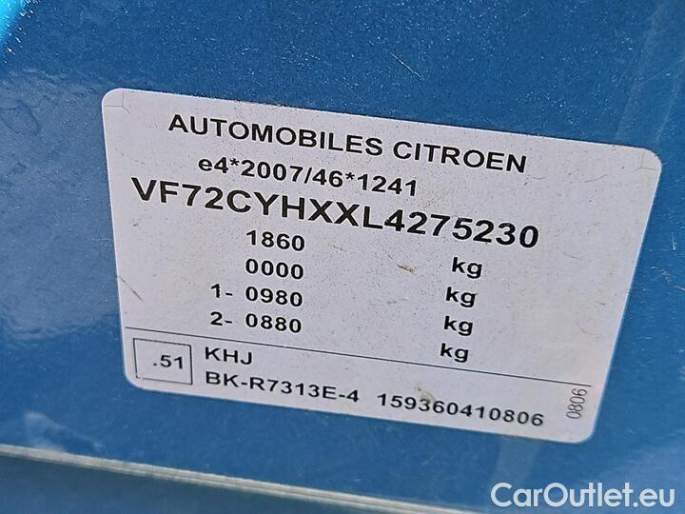 AUTOMOBILES CITROEN
e4*2007/46*1241
VF72CYHXXL4275230
1860 kg
0000 kg
1- 0980 kg
2- 0880 kg
.51 KHJ
BK-R7313E-4 159360410806
0806
CarOutlet.eu